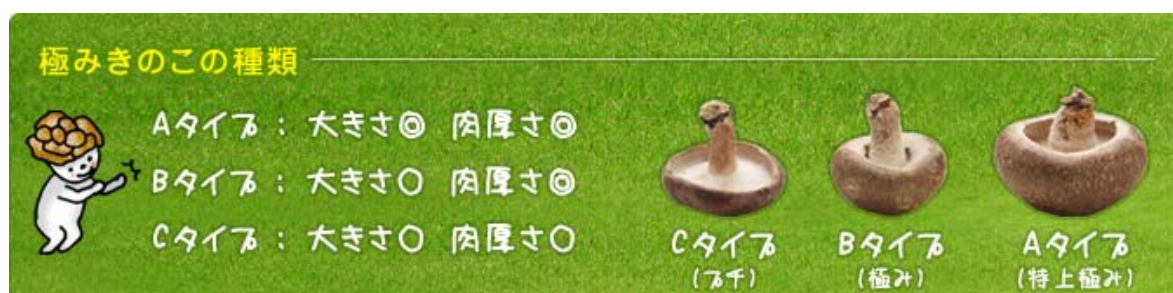 極みきのこの種類
Aタイプ：大きさ◎ 肉厚さ◎
Bタイプ：大きさ○ 肉厚さ◎
Cタイプ：大きさ○ 肉厚さ○
Cタイプ
(プチ)
Bタイプ
(極み)
Aタイプ
(特上極み)